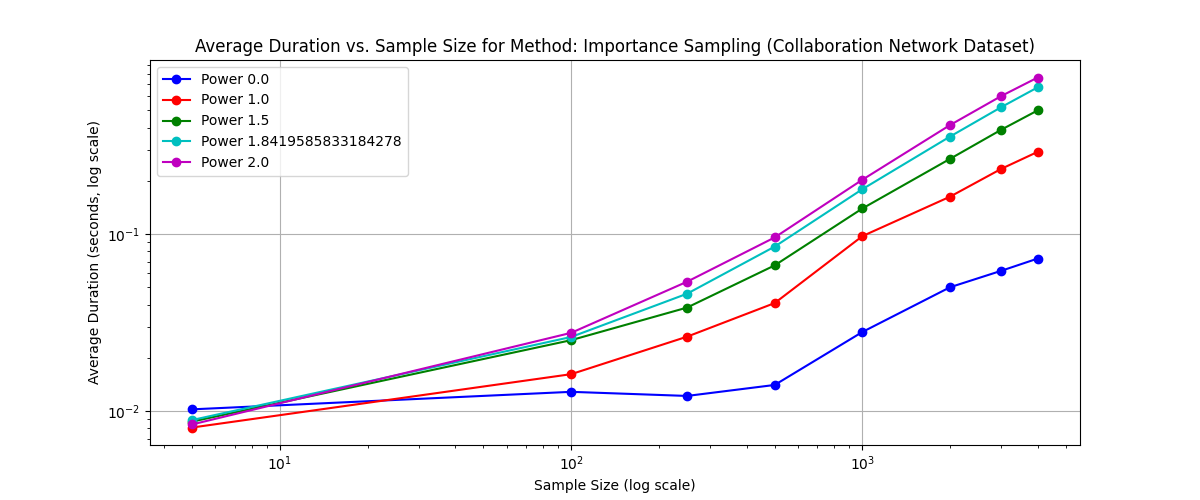 Average Duration vs. Sample Size for Method: Importance Sampling (Collaboration Network Dataset)
Power 0.0
Power 1.0
Power 1.5
Power 1.8419585833184278
Power 2.0
Average Duration (seconds, log scale)
10⁻¹
10⁻²
10¹ 10² 10³
Sample Size (log scale)